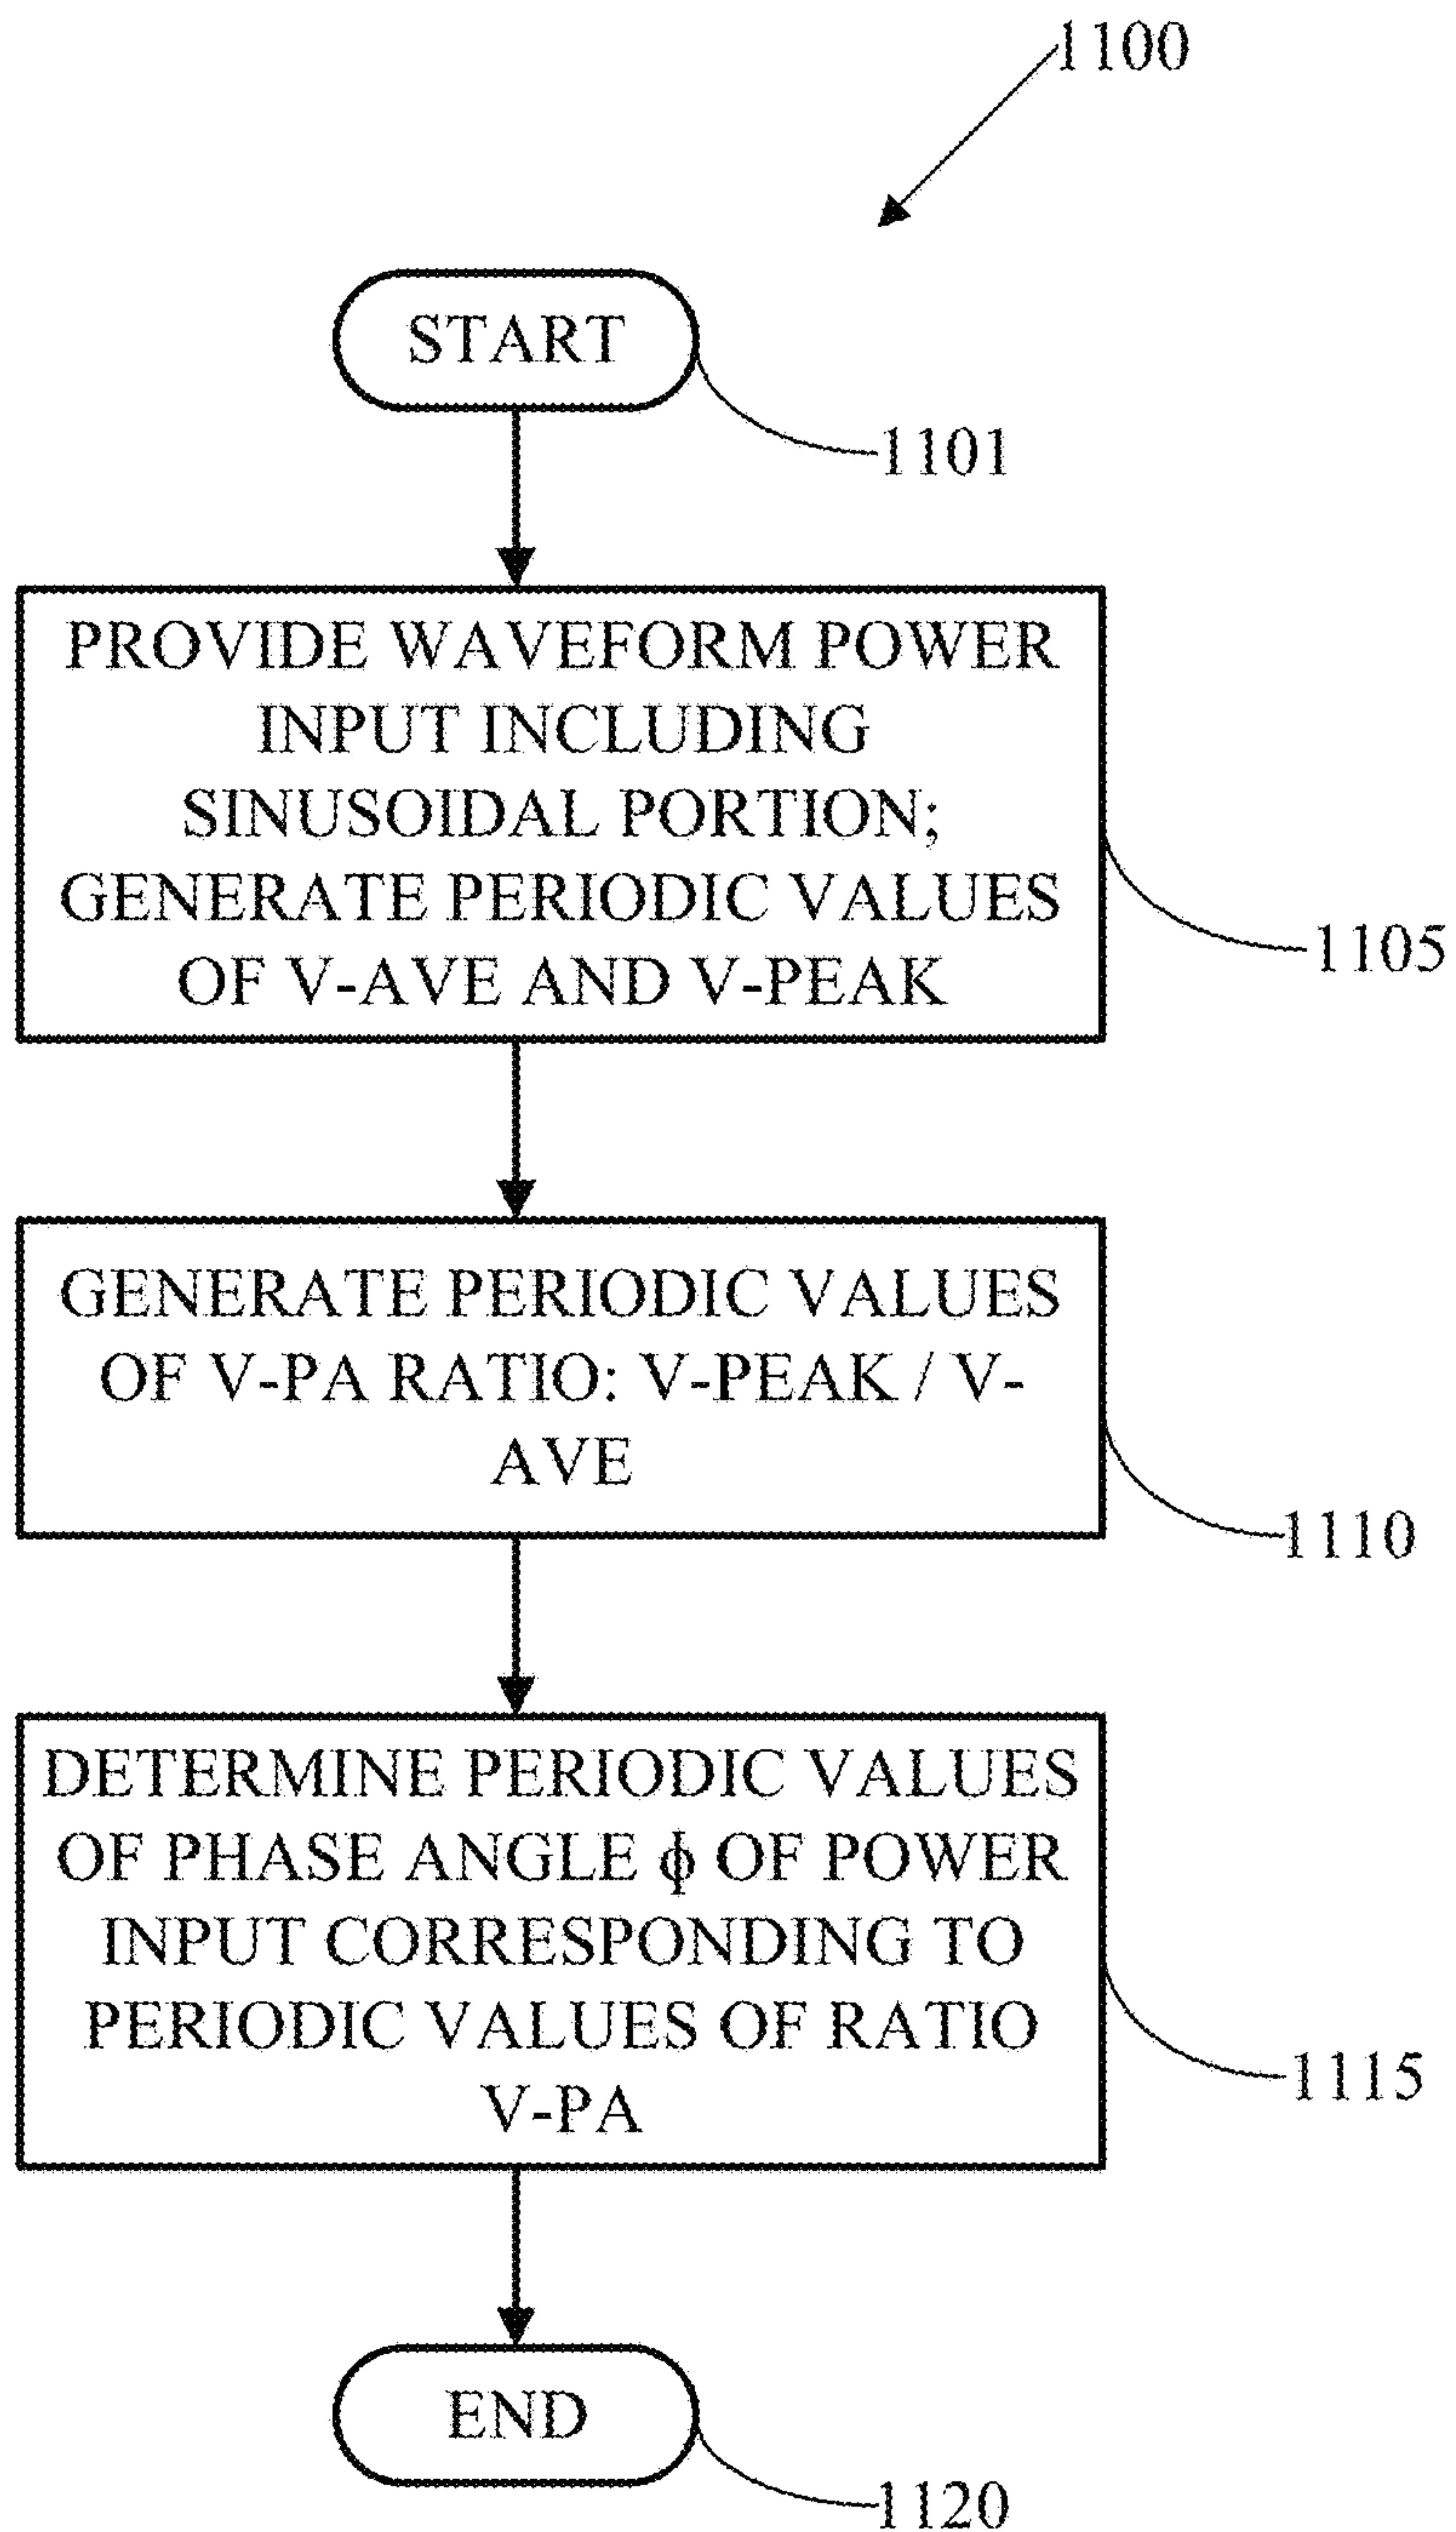 1100
START
1101
PROVIDE WAVEFORM POWER
INPUT INCLUDING
SINUSOIDAL PORTION;
GENERATE PERIODIC VALUES
OF V-AVE AND V-PEAK
1105
GENERATE PERIODIC VALUES
OF V-PA RATIO: V-PEAK / V-
AVE
1110
DETERMINE PERIODIC VALUES
OF PHASE ANGLE ϕ OF POWER
INPUT CORRESPONDING TO
PERIODIC VALUES OF RATIO
V-PA
1115
END
1120